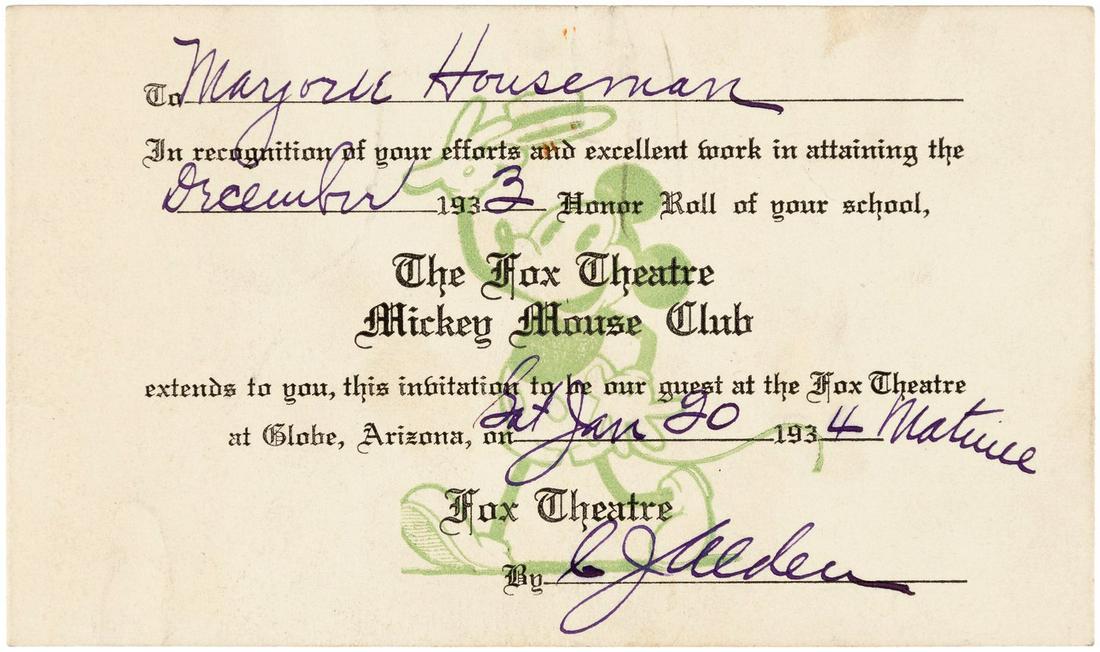 To Marjorie Houseman
In recognition of your efforts and excellent work in attaining the
December 1933 Honor Roll of your school,
The Fox Theatre
Mickey Mouse Club
extends to you, this invitation to be our guest at the Fox Theatre
at Globe, Arizona, on Sat Jan 20 1934 Matinee
Fox Theatre
By C J Alden